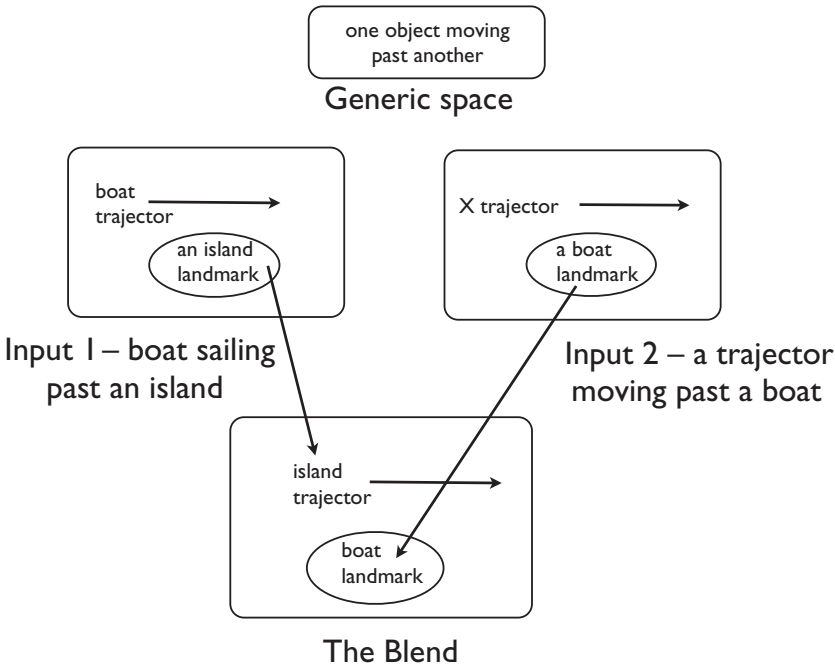 one object moving
past another
Generic space
boat
trajector
an island
landmark
X trajector
a boat
landmark
Input 1 – boat sailing
past an island
Input 2 – a trajector
moving past a boat
island
trajector
boat
landmark
The Blend